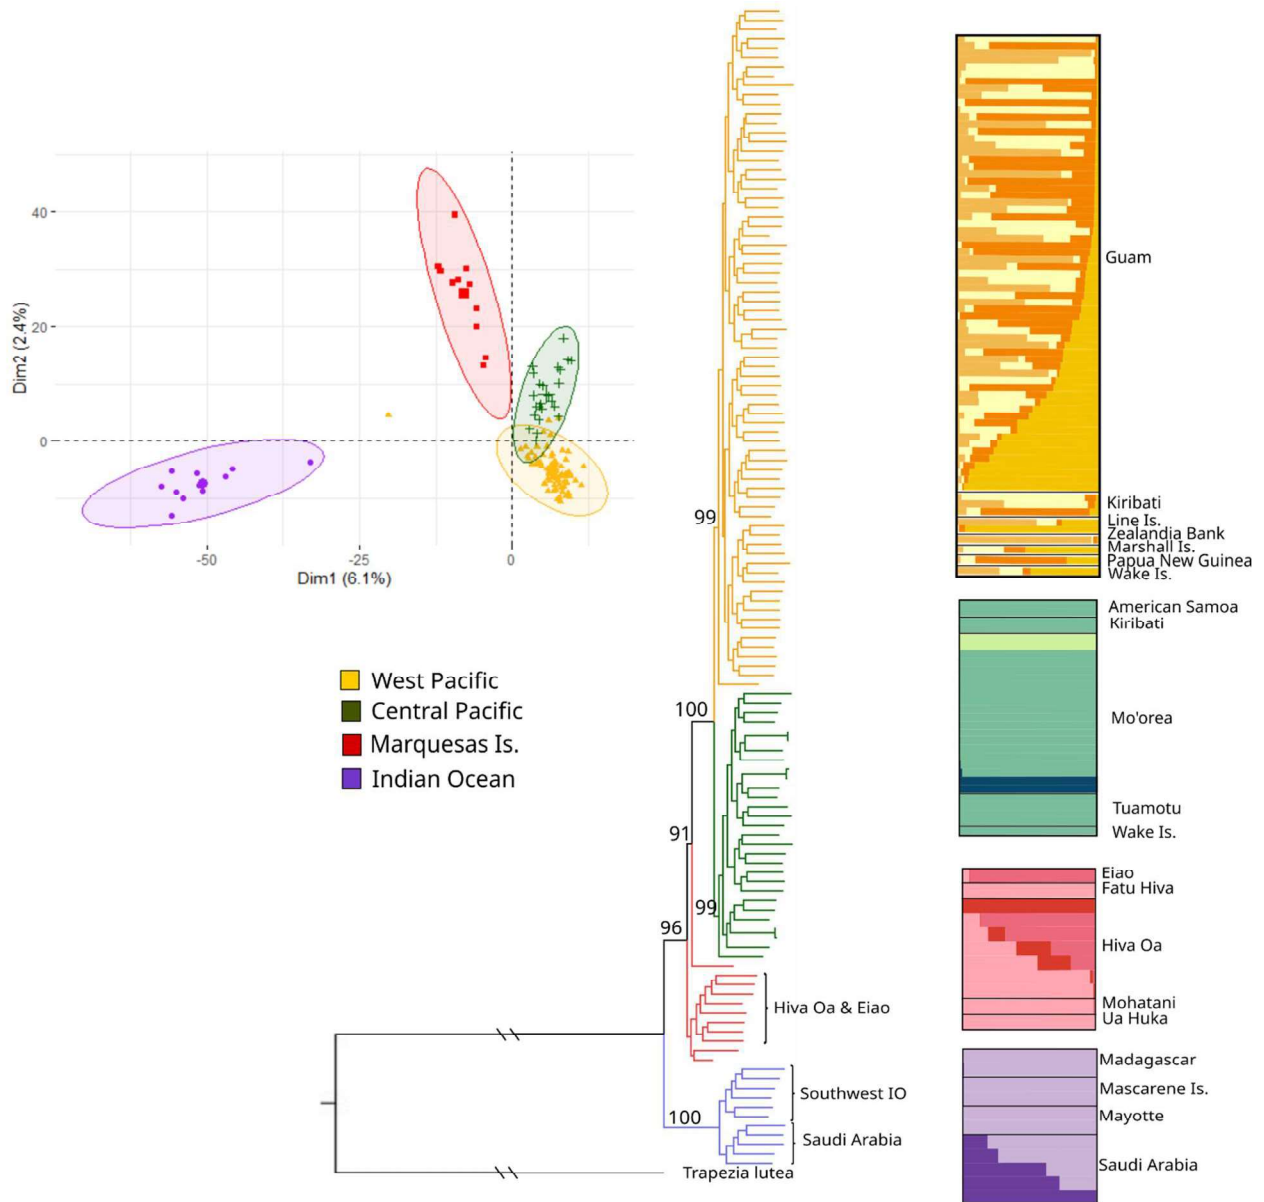 40
20
0
Dim2 (2.4%)
-50
-25
0
Dim1 (6.1%)
West Pacific
Central Pacific
Marquesas Is.
Indian Ocean
99
100
91
99
96
100
Hiva Oa & Eiao
Southwest IO
Saudi Arabia
Trapezia lutea
Guam
Kiribati
Line Is.
Zealandia Bank
Marshall Is.
Papua New Guinea
Wake Is.
American Samoa
Kiribati
Mo'orea
Tuamotu
Wake Is.
Eiao
Fatu Hiva
Hiva Oa
Mohatani
Ua Huka
Madagascar
Mascarene Is.
Mayotte
Saudi Arabia